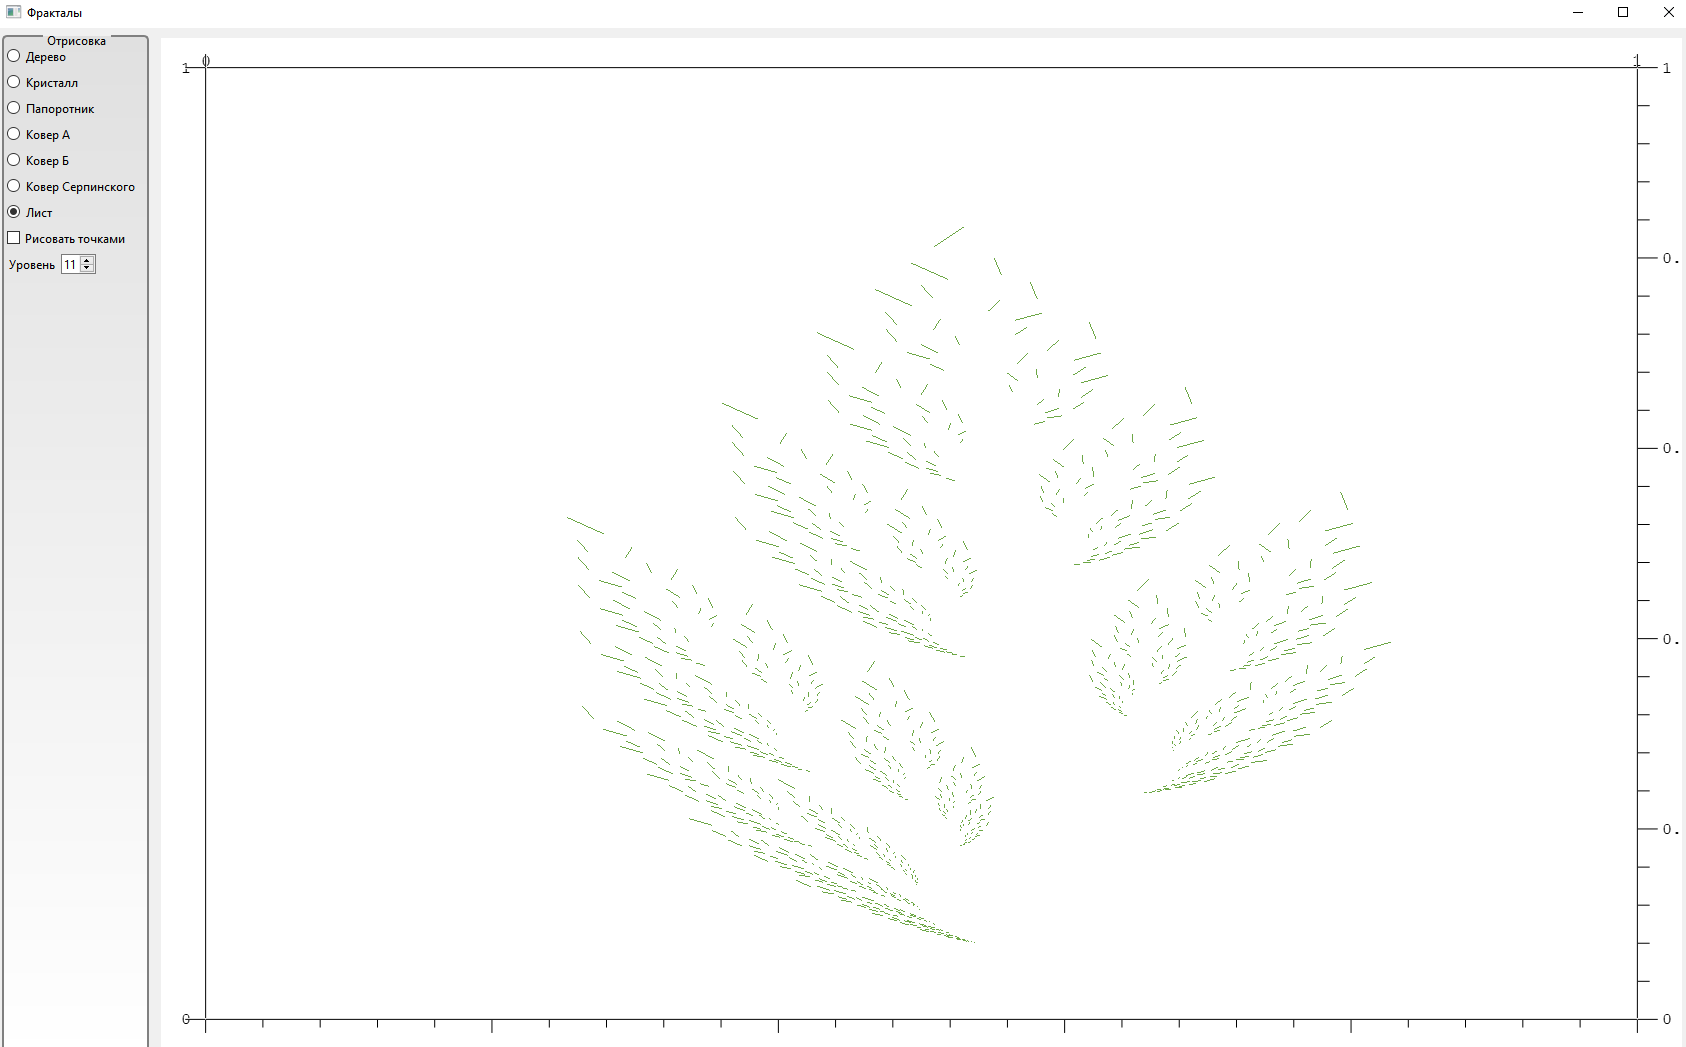 Фракталы
Отрисовка
Дерево
Кристалл
Папоротник
Ковер А
Ковер Б
Ковер Серпинского
Лист
Рисовать точками
Уровень 11
0
1
1
1
0.
0.
0.
0.
0
0